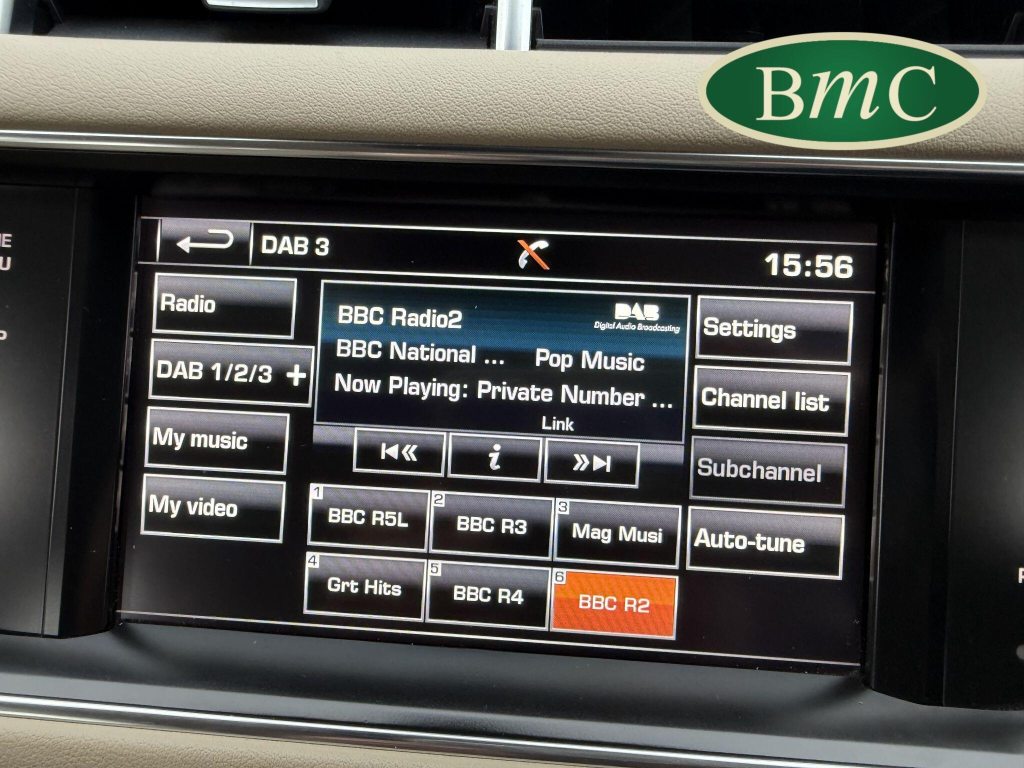 BmC
DAB 3
15:56
Radio
DAB 1/2/3 +
My music
My video
BBC Radio2
DAB
Digital Audio Broadcasting
BBC National ... Pop Music
Now Playing: Private Number ...
Link
i
Settings
Channel list
Subchannel
Auto-tune
1 BBC R5L
2 BBC R3
3 Mag Musi
4 Grt Hits
5 BBC R4
6 BBC R2